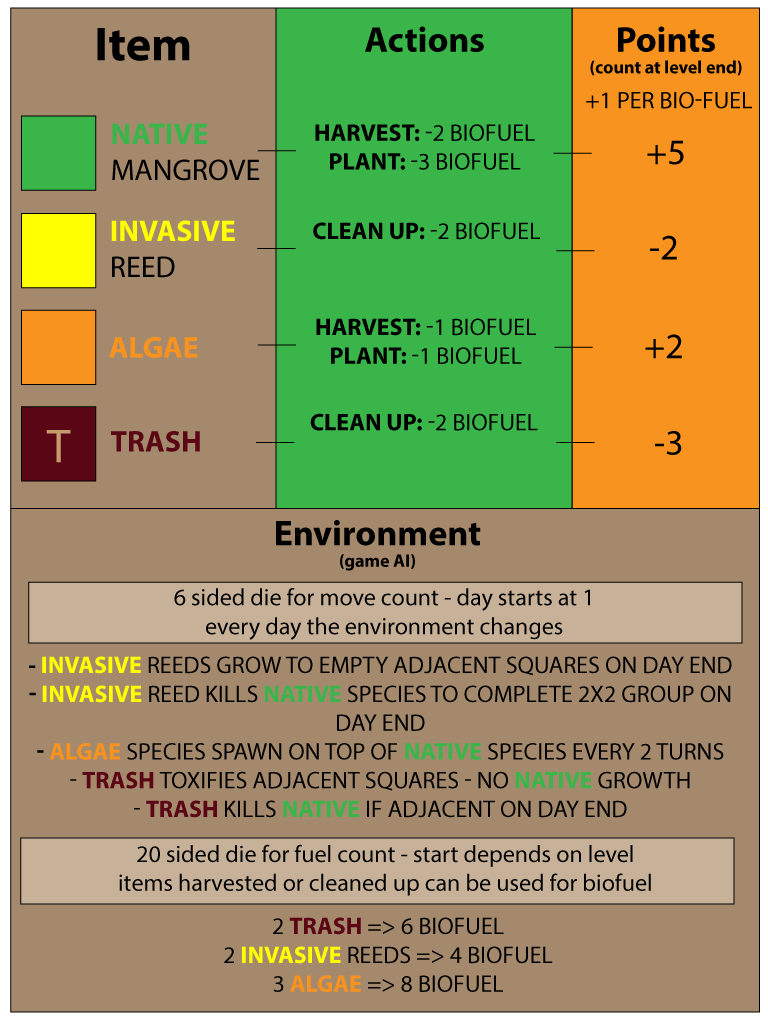 Item
Actions
Points
(count at level end)
+1 PER BIO-FUEL
NATIVE
MANGROVE
HARVEST: -2 BIOFUEL
PLANT: -3 BIOFUEL
+5
INVASIVE
REED
CLEAN UP: -2 BIOFUEL
-2
ALGAE
HARVEST: -1 BIOFUEL
PLANT: -1 BIOFUEL
+2
T
TRASH
CLEAN UP: -2 BIOFUEL
-3
Environment
(game AI)
6 sided die for move count - day starts at 1
every day the environment changes
- INVASIVE REEDS GROW TO EMPTY ADJACENT SQUARES ON DAY END
- INVASIVE REED KILLS NATIVE SPECIES TO COMPLETE 2X2 GROUP ON
DAY END
- ALGAE SPECIES SPAWN ON TOP OF NATIVE SPECIES EVERY 2 TURNS
- TRASH TOXIFIES ADJACENT SQUARES - NO NATIVE GROWTH
- TRASH KILLS NATIVE IF ADJACENT ON DAY END
20 sided die for fuel count - start depends on level
items harvested or cleaned up can be used for biofuel
2 TRASH => 6 BIOFUEL
2 INVASIVE REEDS => 4 BIOFUEL
3 ALGAE => 8 BIOFUEL